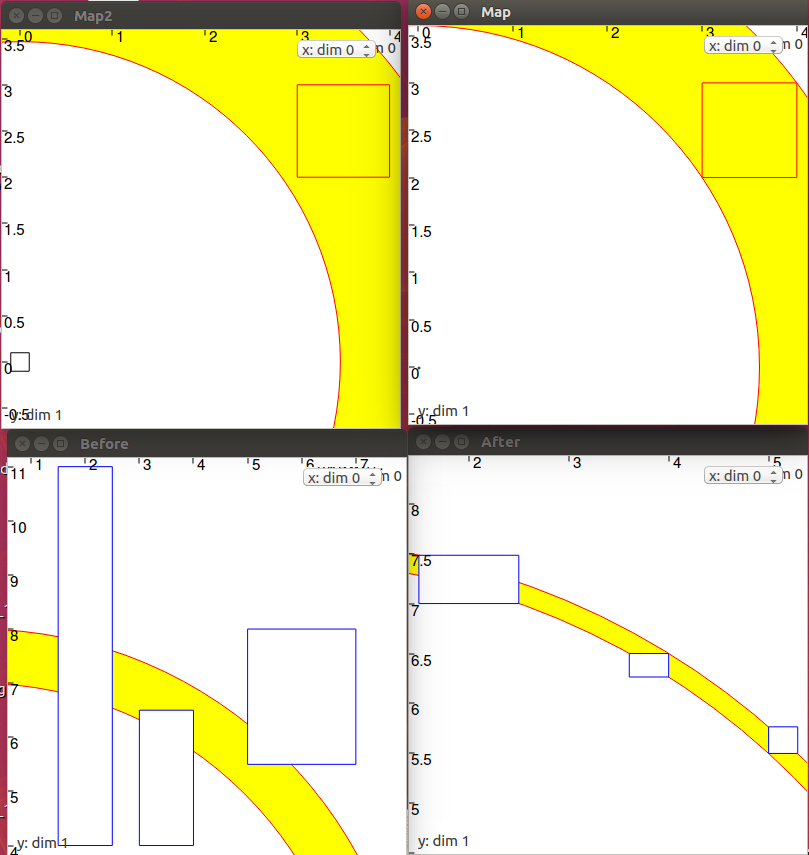 Map2
0 1 2 3 4
x: dim 0
n 0
3.5
3
2.5
2
1.5
1
0.5
0
-0.5
y: dim 1
Map
0 1 2 3 4
x: dim 0
n 0
3.5
3
2.5
2
1.5
1
0.5
0
-0.5
y: dim 1
Before
1 2 3 4 5 6 7
x: dim 0
n 0
11
10
9
8
7
6
5
4
y: dim 1
After
2 3 4 5
x: dim 0
n 0
8
7.5
7
6.5
6
5.5
5
y: dim 1